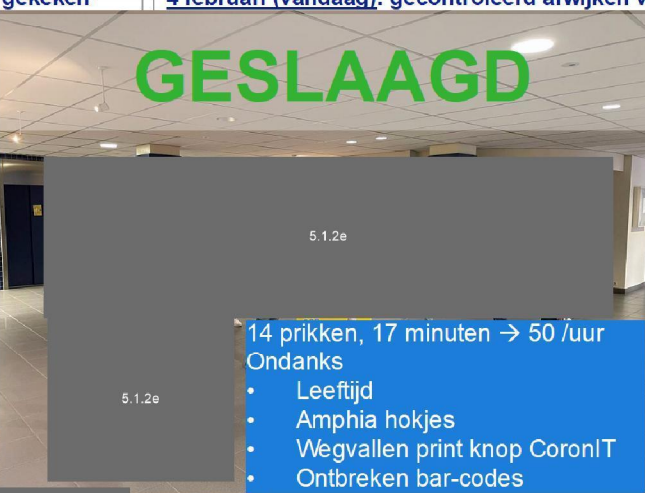 gekeken
4 februari (vandaag): gecontroleerd afwijken
GESLAAGD
5.1.2e
5.1.2e
14 prikken, 17 minuten → 50 /uur
Ondanks
• Leeftijd
• Amphia hokjes
• Wegvallen print knop CoronIT
• Ontbreken bar-codes